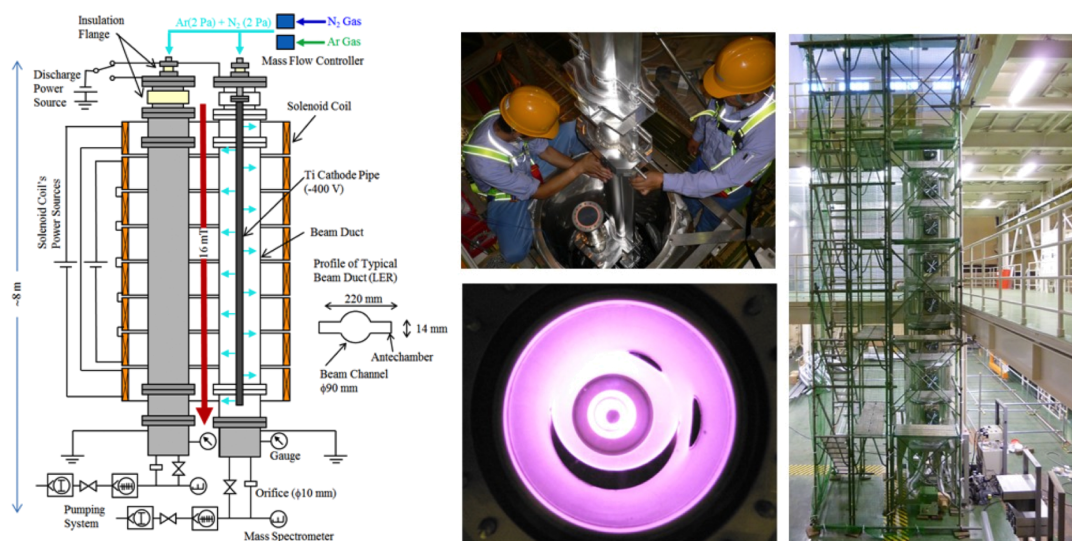 Insulation
Flange
Ar(2 Pa) + N2 (2 Pa)
N2 Gas
Ar Gas
Mass Flow Controller
Discharge
Power
Source
Solenoid Coil
Ti Cathode Pipe
(-400 V)
Solenoid Coil's
Power Sources
16 mT
Beam Duct
~8 m
Profile of Typical
Beam Duct (LER)
220 mm
14 mm
Antechamber
Beam Channel
ϕ90 mm
Gauge
Orifice (ϕ10 mm)
Pumping
System
Mass Spectrometer